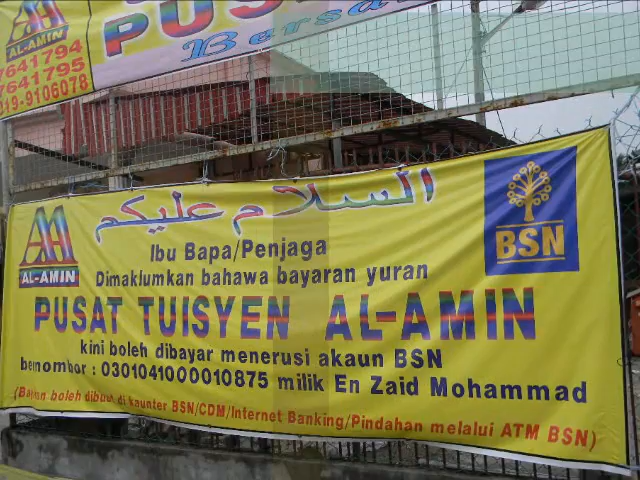 AL-AMIN
PUS
Bersa
7641794
7641795
019-9106078
السلام عليكم
AL-AMIN
BSN
Ibu Bapa/Penjaga
Dimaklumkan bahawa bayaran yuran
PUSAT TUISYEN AL-AMIN
kini boleh dibayar menerusi akaun BSN
bernombor : 0301041000010875 milik En Zaid Mohammad
(Bayaran boleh dibuat di kaunter BSN/CDM/Internet Banking/Pindahan melalui ATM BSN)